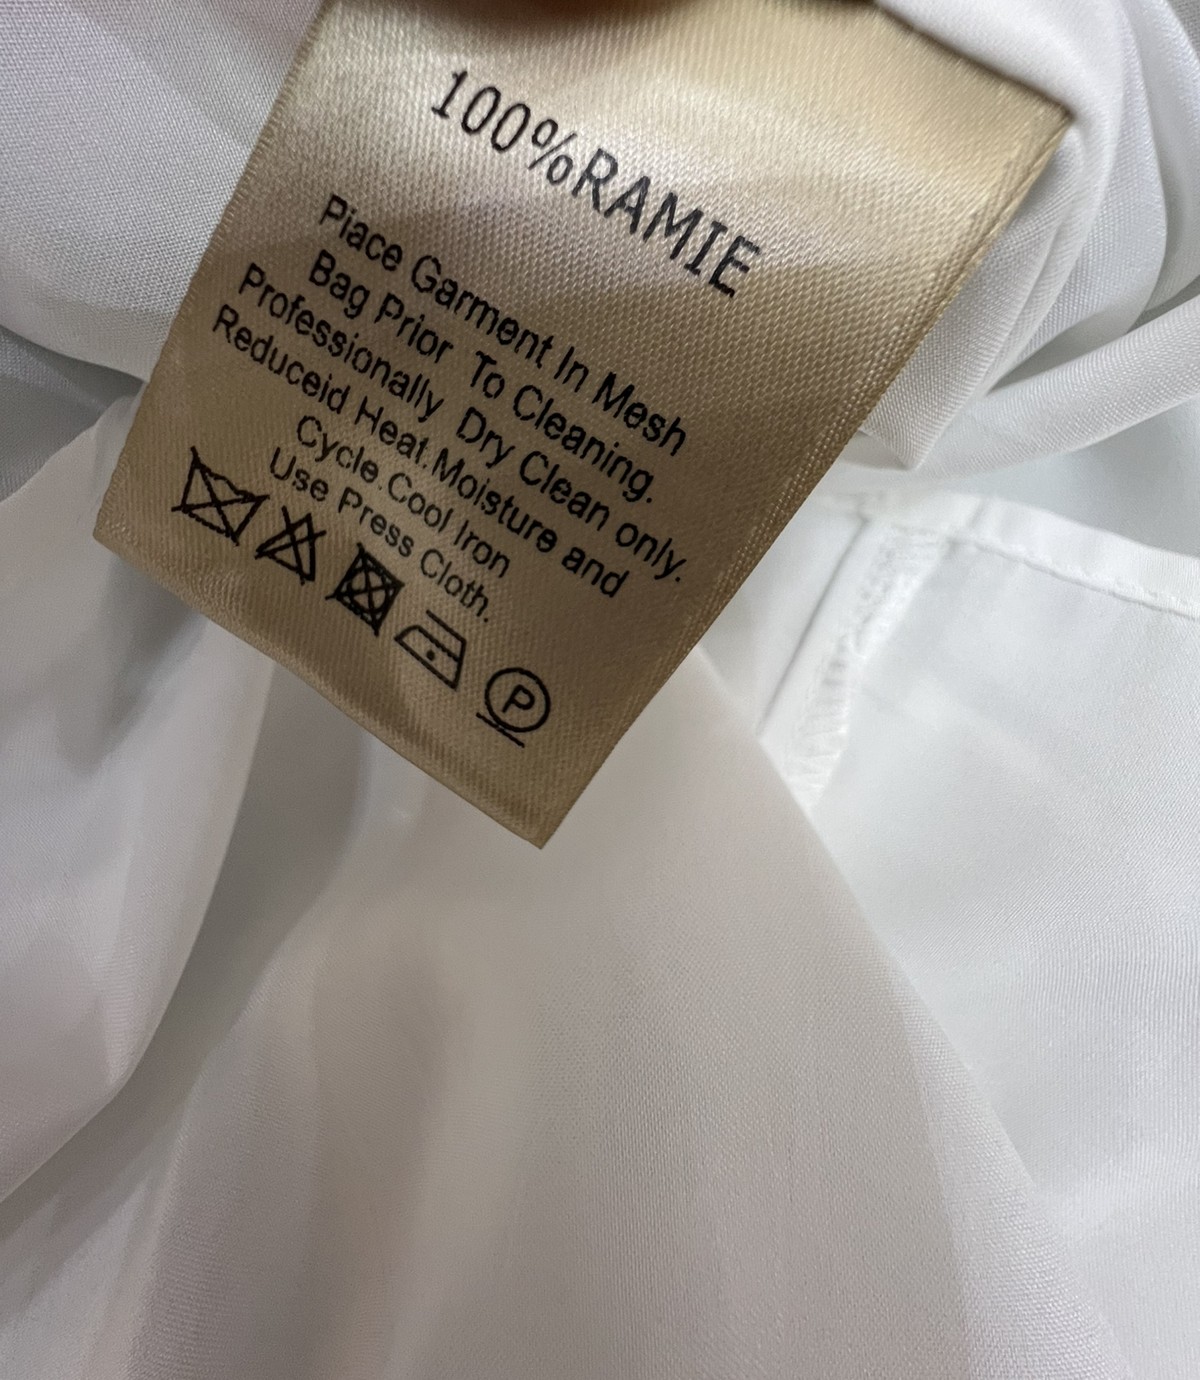 100%RAMIE
Piace Garment In Mesh
Bag Prior To Cleaning.
Professionally Dry Clean only.
Reduceid Heat.Moisture and
Cycle.Cool Iron
Use Press Cloth.
P